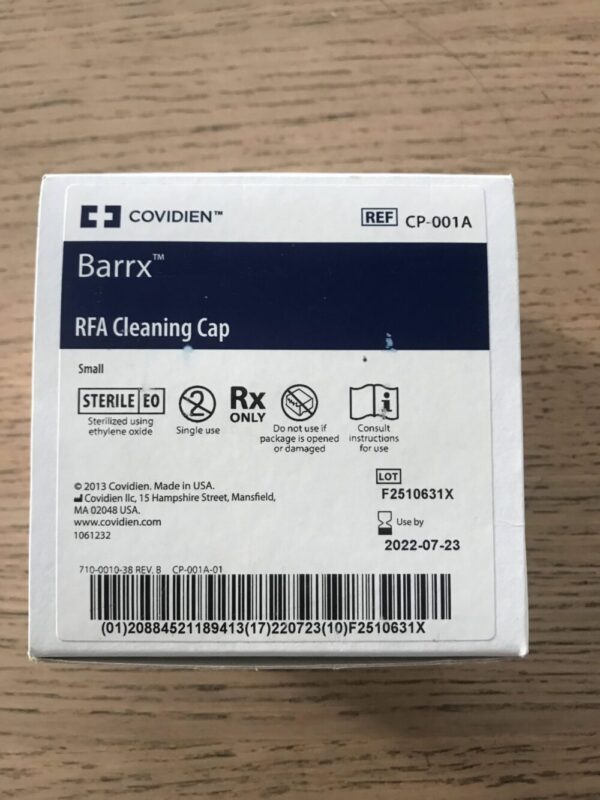 COVIDIEN™
REF CP-001A
Barrx™
RFA Cleaning Cap
Small
STERILE EO
Sterilized using
ethylene oxide
2
Single use
Rx
ONLY
Do not use if
package is opened
or damaged
i
Consult
instructions
for use
© 2013 Covidien. Made in USA.
Covidien llc, 15 Hampshire Street, Mansfield,
MA 02048 USA.
www.covidien.com
1061232
LOT
F2510631X
Use by
2022-07-23
710-0010-38 REV. B CP-001A-01
(01)20884521189413(17)220723(10)F2510631X